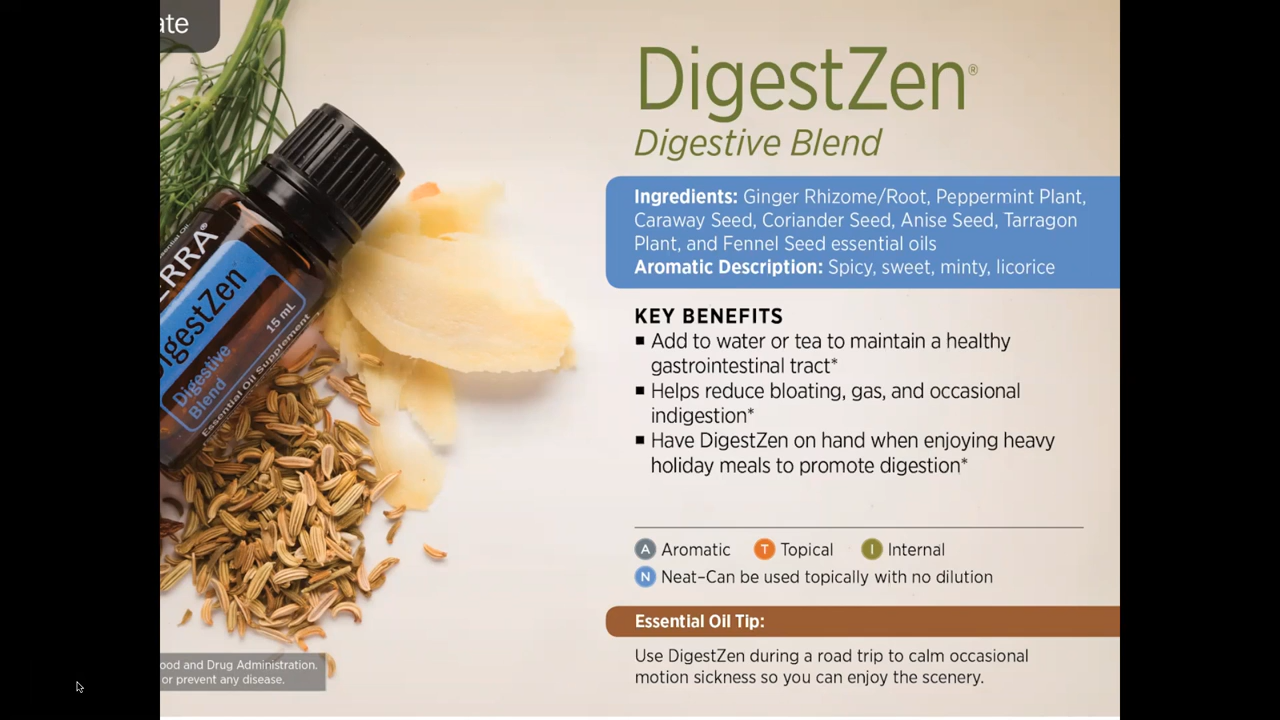 ate
DigestZen®
Digestive Blend
Ingredients: Ginger Rhizome/Root, Peppermint Plant,
Caraway Seed, Coriander Seed, Anise Seed, Tarragon
Plant, and Fennel Seed essential oils
Aromatic Description: Spicy, sweet, minty, licorice
KEY BENEFITS
▪ Add to water or tea to maintain a healthy
gastrointestinal tract*
▪ Helps reduce bloating, gas, and occasional
indigestion*
▪ Have DigestZen on hand when enjoying heavy
holiday meals to promote digestion*
A Aromatic T Topical I Internal
N Neat–Can be used topically with no dilution
Essential Oil Tip:
Use DigestZen during a road trip to calm occasional
motion sickness so you can enjoy the scenery.
ERRA®
DigestZen
15 mL
Digestive
Blend
Essential Oil Supplement
ood and Drug Administration.
or prevent any disease.